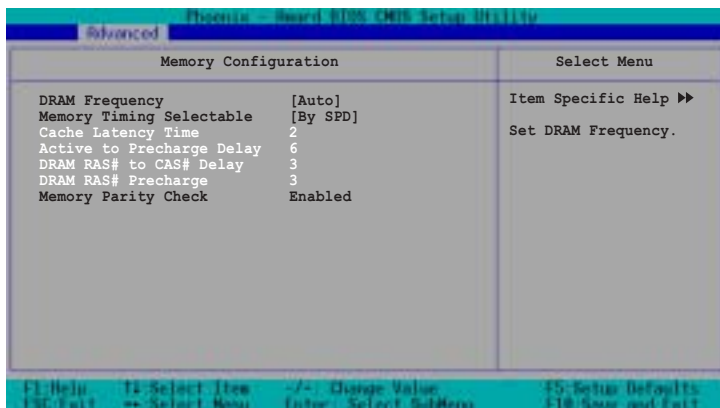 Phoenix - Award BIOS CMOS Setup Utility
Advanced
Memory Configuration
Select Menu
DRAM Frequency [Auto]
Memory Timing Selectable [By SPD]
Cache Latency Time 2
Active to Precharge Delay 6
DRAM RAS# to CAS# Delay 3
DRAM RAS# Precharge 3
Memory Parity Check Enabled
Item Specific Help ▶▶
Set DRAM Frequency.
F1:Help ↑↓ Select Item -/+ Change Value F5:Setup Defaults
ESC:Exit ↔ Select Menu Enter: Select SubMenu F10 Save and Exit